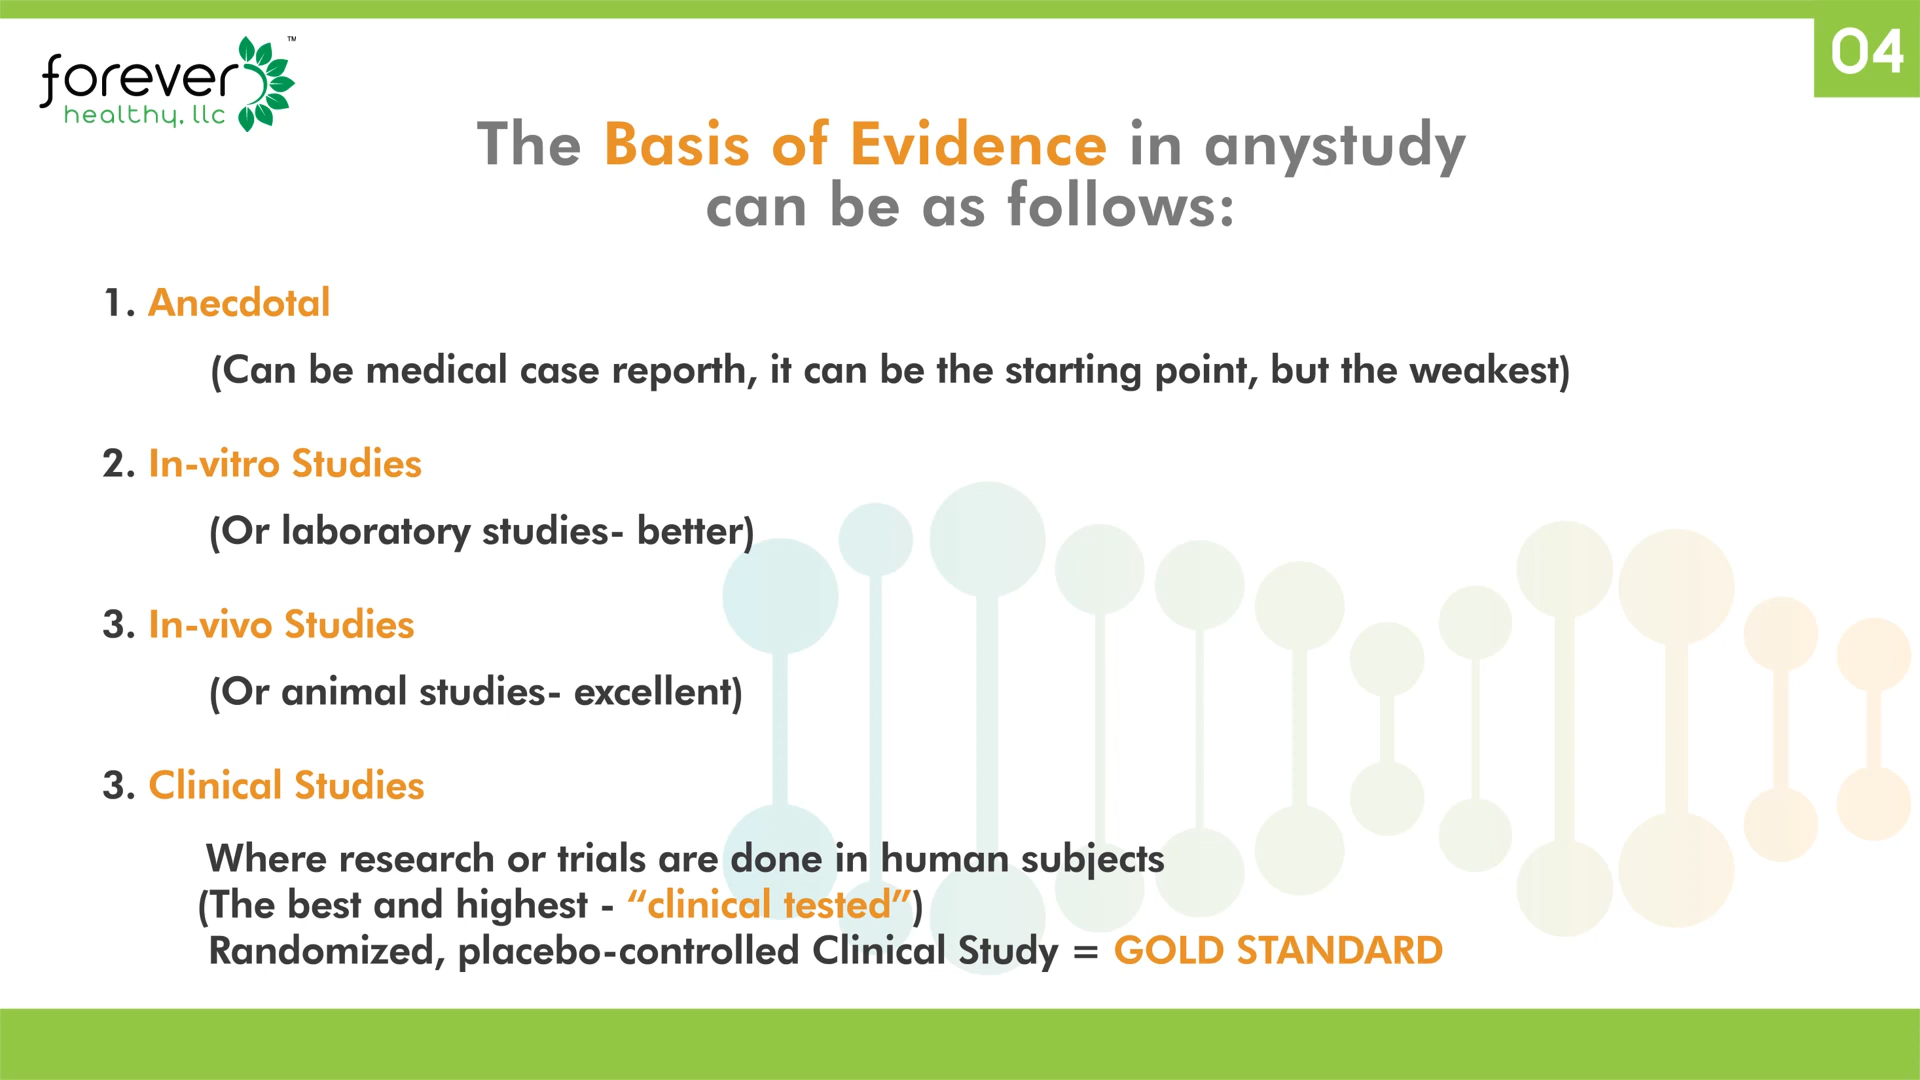 forever
TM
healthy, llc
04
The Basis of Evidence in anystudy
can be as follows:
1. Anecdotal
(Can be medical case reporth, it can be the starting point, but the weakest)
2. In-vitro Studies
(Or laboratory studies- better)
3. In-vivo Studies
(Or animal studies- excellent)
3. Clinical Studies
Where research or trials are done in human subjects
(The best and highest - “clinical tested”)
Randomized, placebo-controlled Clinical Study = GOLD STANDARD